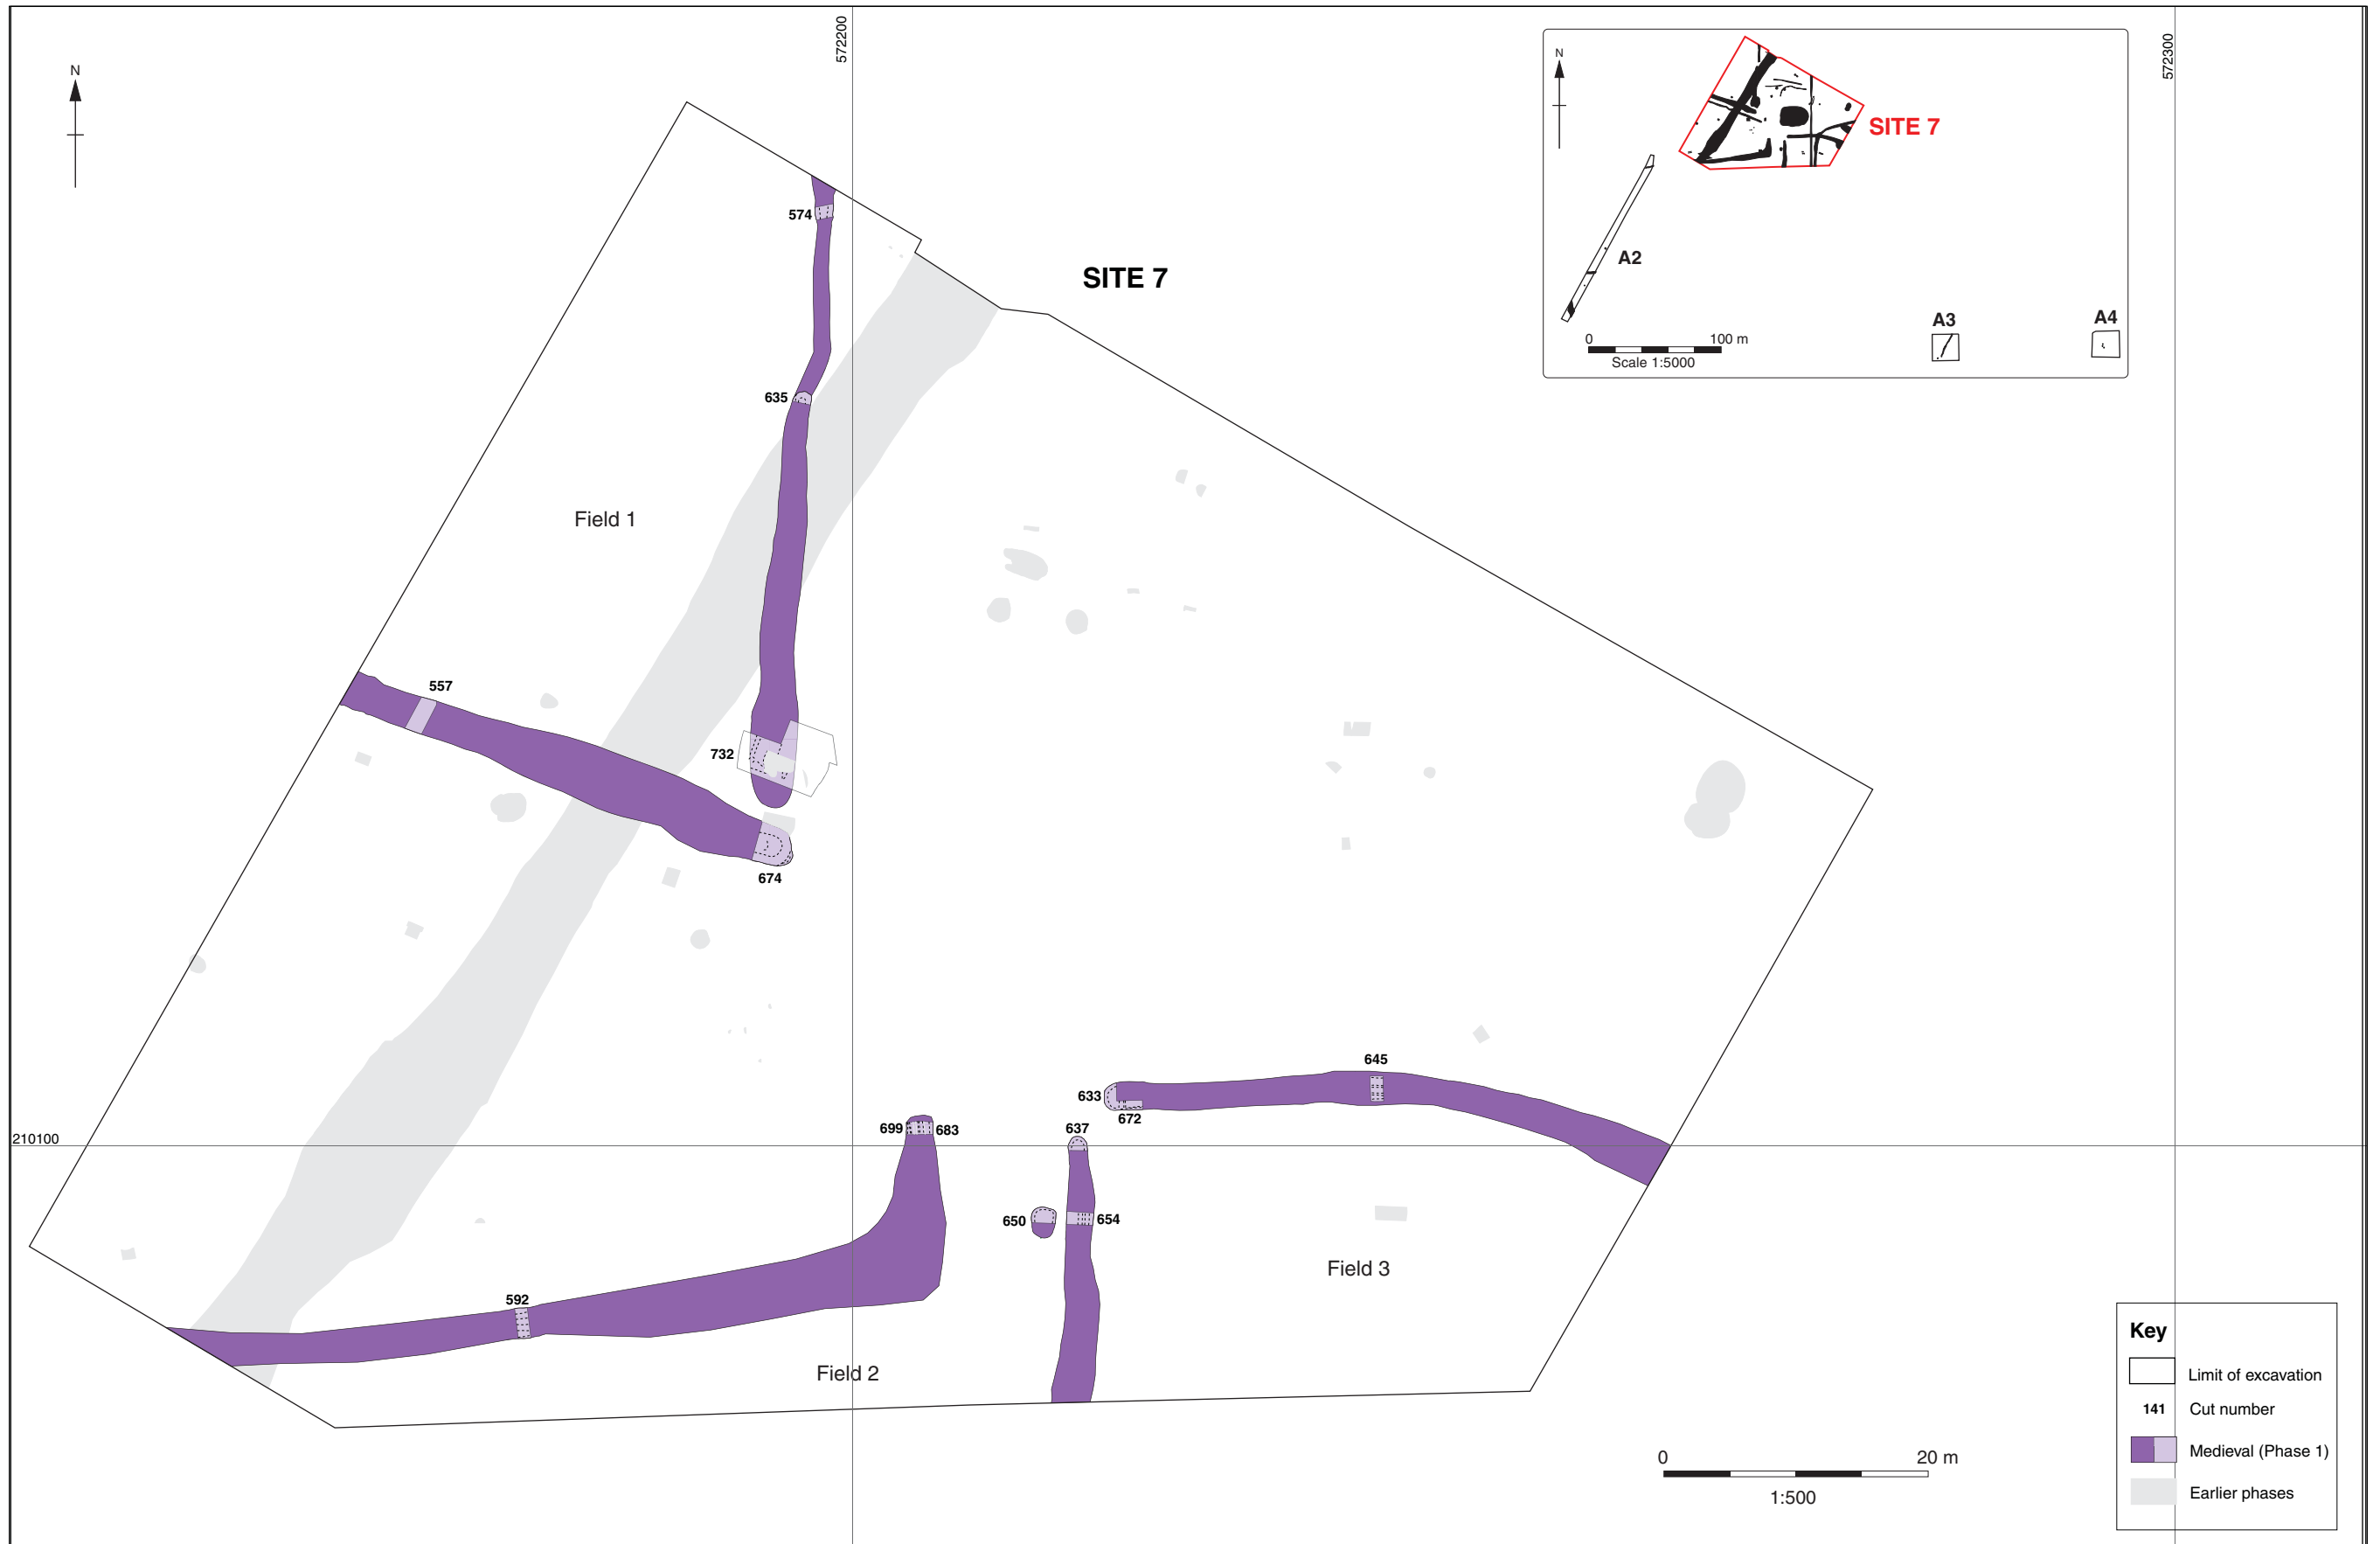 572200
572300
N
N
SITE 7
A2
A3
A4
0 100 m
Scale 1:5000
574
SITE 7
635
Field 1
557
732
674
645
633
672
699
683
637
210100
650
654
Field 3
592
Field 2
0 20 m
1:500
Key
Limit of excavation
141 Cut number
Medieval (Phase 1)
Earlier phases